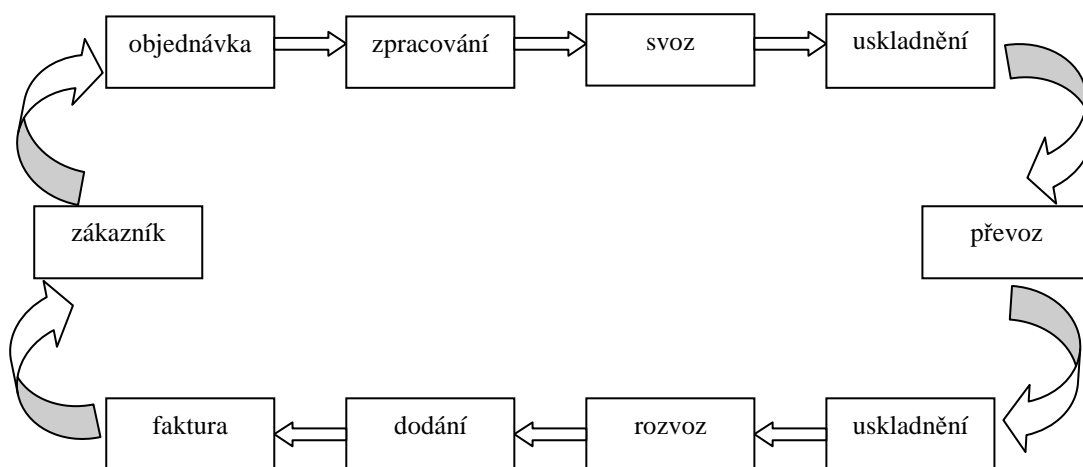 objednávka
zpracování
svoz
uskladnění
zákazník
převoz
faktura
dodání
rozvoz
uskladnění